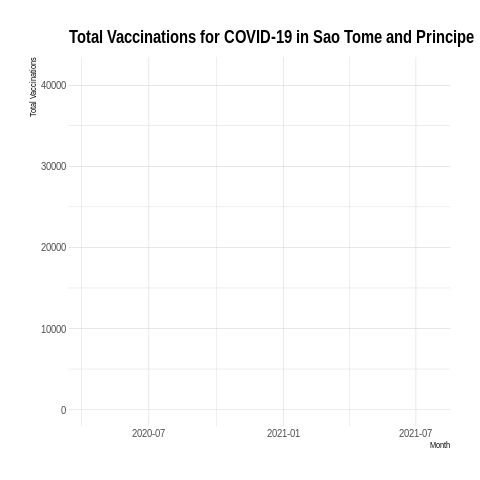 Total Vaccinations for COVID-19 in Sao Tome and Principe
Total Vaccinations
40000
30000
20000
10000
0
2020-07 2021-01 2021-07
Month